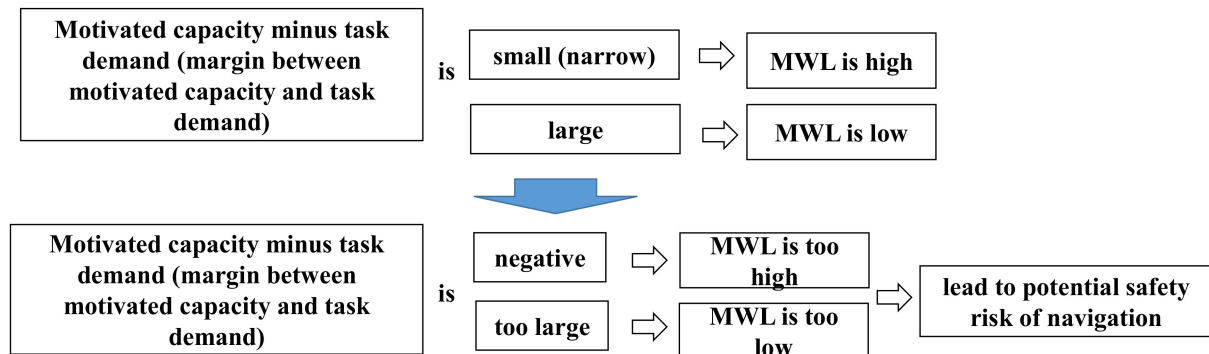 Motivated capacity minus task
demand (margin between
motivated capacity and task
demand)
is
small (narrow)
MWL is high
large
MWL is low
Motivated capacity minus task
demand (margin between
motivated capacity and task
demand)
is
negative
MWL is too
high
too large
MWL is too
low
lead to potential safety
risk of navigation